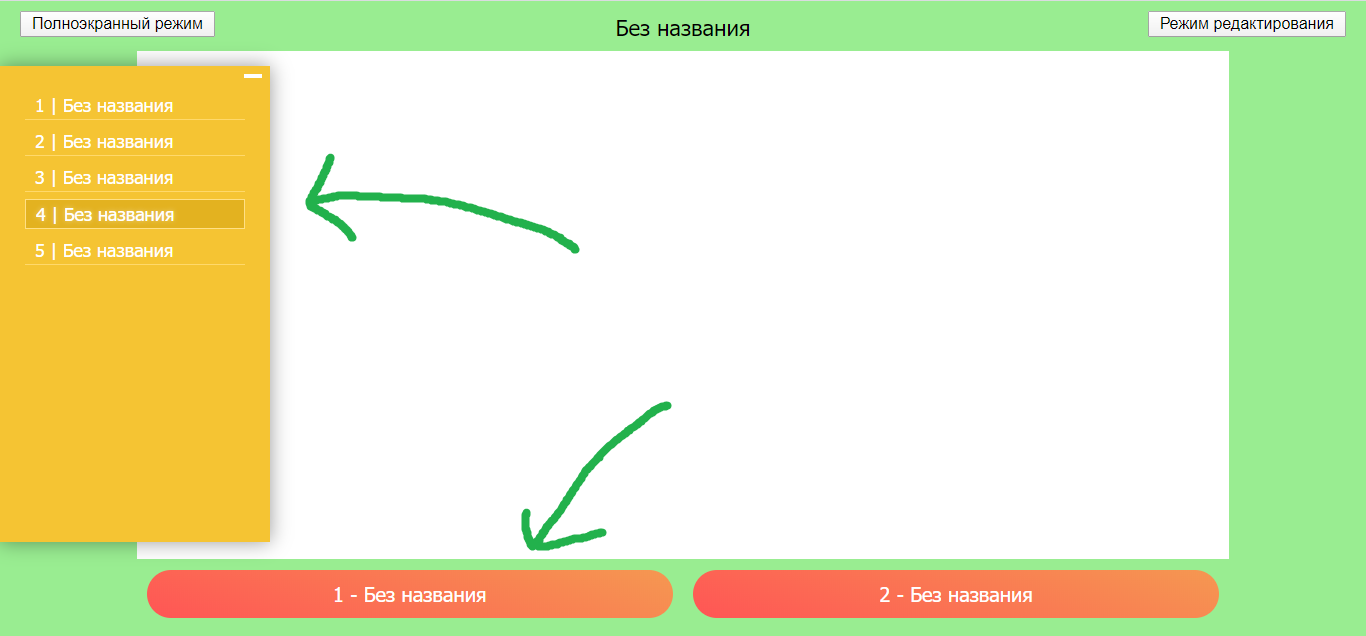 Полноэкранный режим
Без названия
Режим редактирования
1 | Без названия
2 | Без названия
3 | Без названия
4 | Без названия
5 | Без названия
1 - Без названия
2 - Без названия